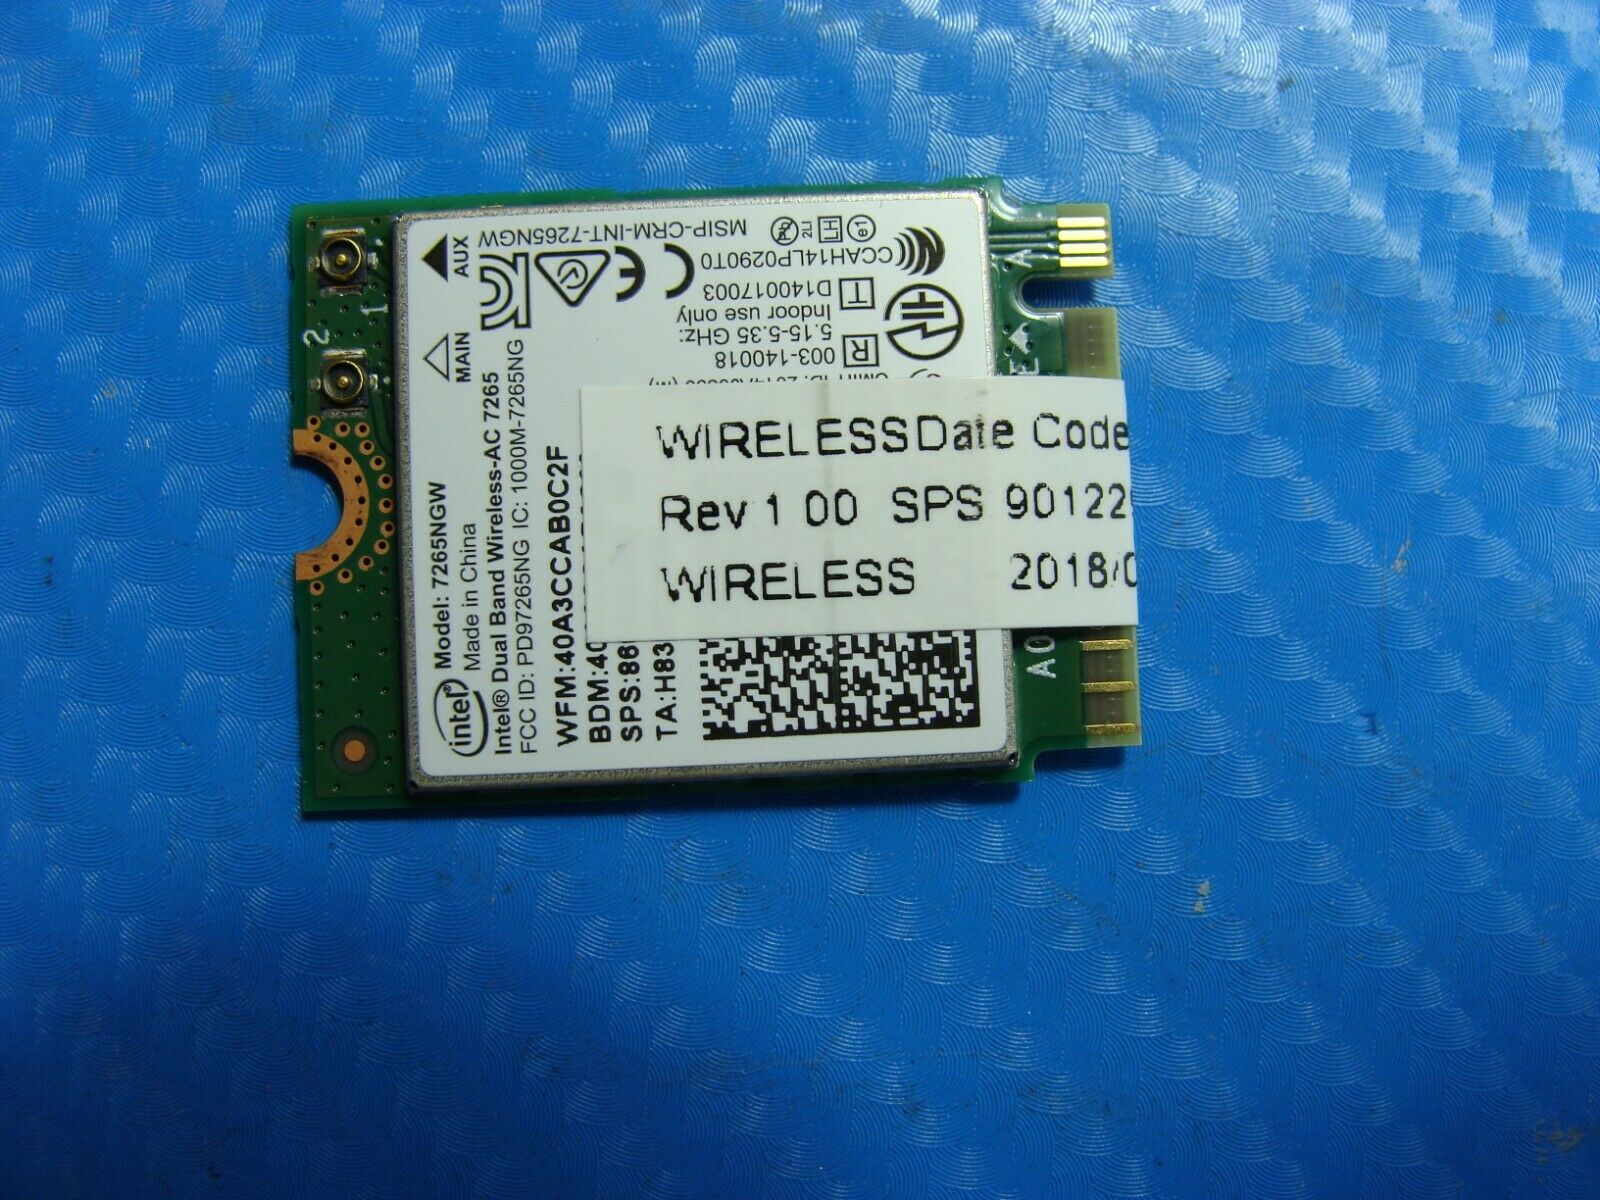 intel® Model: 7265NGW
Made in China
Intel® Dual Band Wireless-AC 7265
FCC ID: PD97265NG IC: 1000M-7265NG
WFM:40A3CCAB0C2F
BDM:40
SPS:86
TA:H83
MAIN
AUX
MSIP-CRM-INT-7265NGW
CCAH14LP0290T0
T D140017003
Indoor use only
5.15-5.35 GHz:
R 003-140018
WIRELESS Date Code
Rev 1 00 SPS 90122
WIRELESS 2018/0
2
1
A0